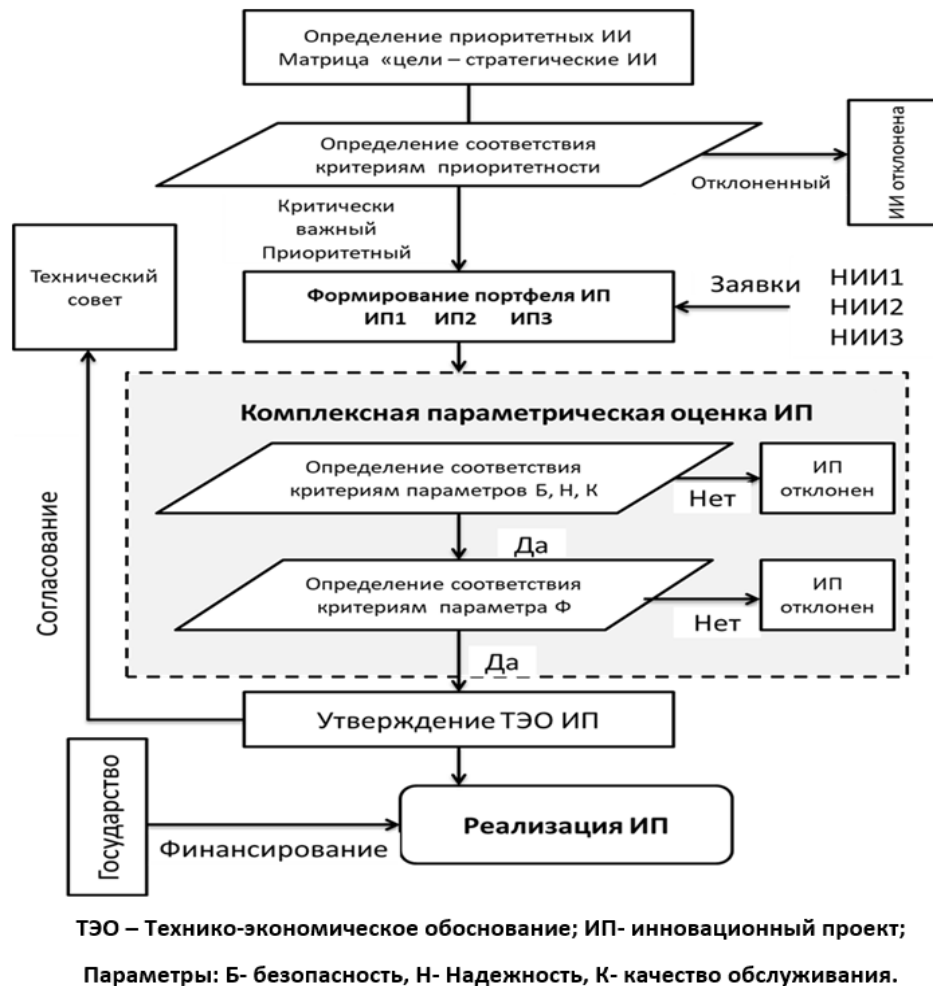 Определение приоритетных ИИ
Матрица «цели – стратегические ИИ
Определение соответствия
критериям приоритетности
Отклоненный
ИИ отклонена
Критически
важный
Приоритетный
Технический
совет
Формирование портфеля ИП
ИП1 ИП2 ИП3
Заявки
НИИ1
НИИ2
НИИ3
Комплексная параметрическая оценка ИП
Определение соответствия
критериям параметров Б, Н, К
Нет
ИП
отклонен
Да
Определение соответствия
критериям параметра Ф
Нет
ИП
отклонен
Да
Согласование
Утверждение ТЭО ИП
Государство
Финансирование
Реализация ИП
ТЭО – Технико-экономическое обоснование; ИП- инновационный проект;
Параметры: Б- безопасность, Н- Надежность, К- качество обслуживания.